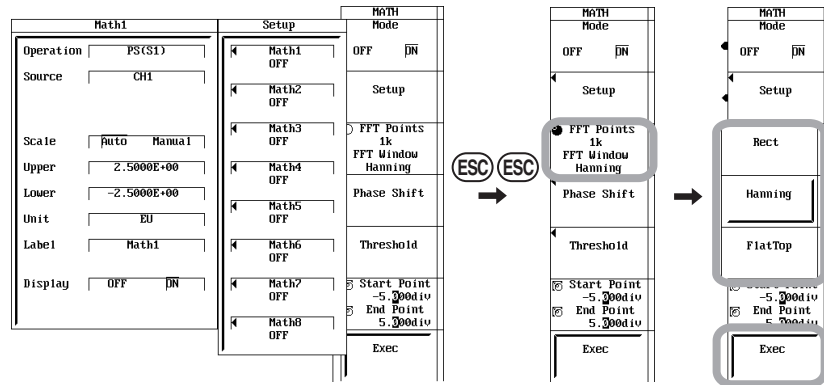 Math1
Operation PS(S1)
Source CH1
Scale Auto Manual
Upper 2.5000E+00
Lower -2.5000E+00
Unit EU
Label Math1
Display OFF ON
Setup
Math1
OFF
Math2
OFF
Math3
OFF
Math4
OFF
Math5
OFF
Math6
OFF
Math7
OFF
Math8
OFF
MATH
Mode
OFF ON
Setup
FFT Points
1k
FFT Window
Hanning
Phase Shift
Threshold
Start Point
-5.000div
End Point
5.000div
Exec
ESC ESC
MATH
Mode
OFF ON
Setup
FFT Points
1k
FFT Window
Hanning
Phase Shift
Threshold
Start Point
-5.000div
End Point
5.000div
Exec
MATH
Mode
OFF ON
Setup
Rect
Hanning
FlatTop
Start Point
-5.000div
End Point
5.000div
Exec